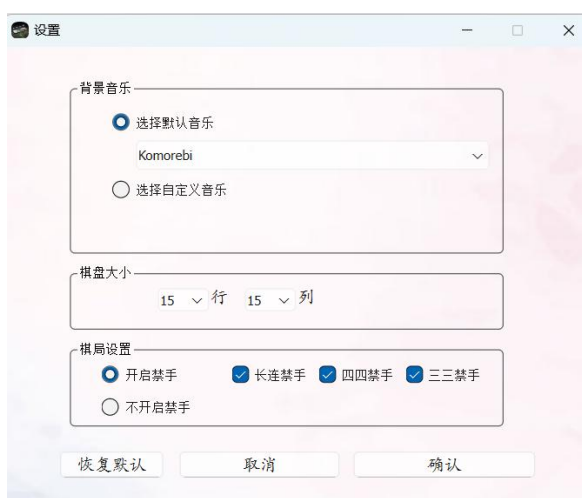 设置
背景音乐
选择默认音乐
Komorebi
选择自定义音乐
棋盘大小
15 行 15 列
棋局设置
开启禁手 长连禁手 四四禁手 三三禁手
不开启禁手
恢复默认 取消 确认